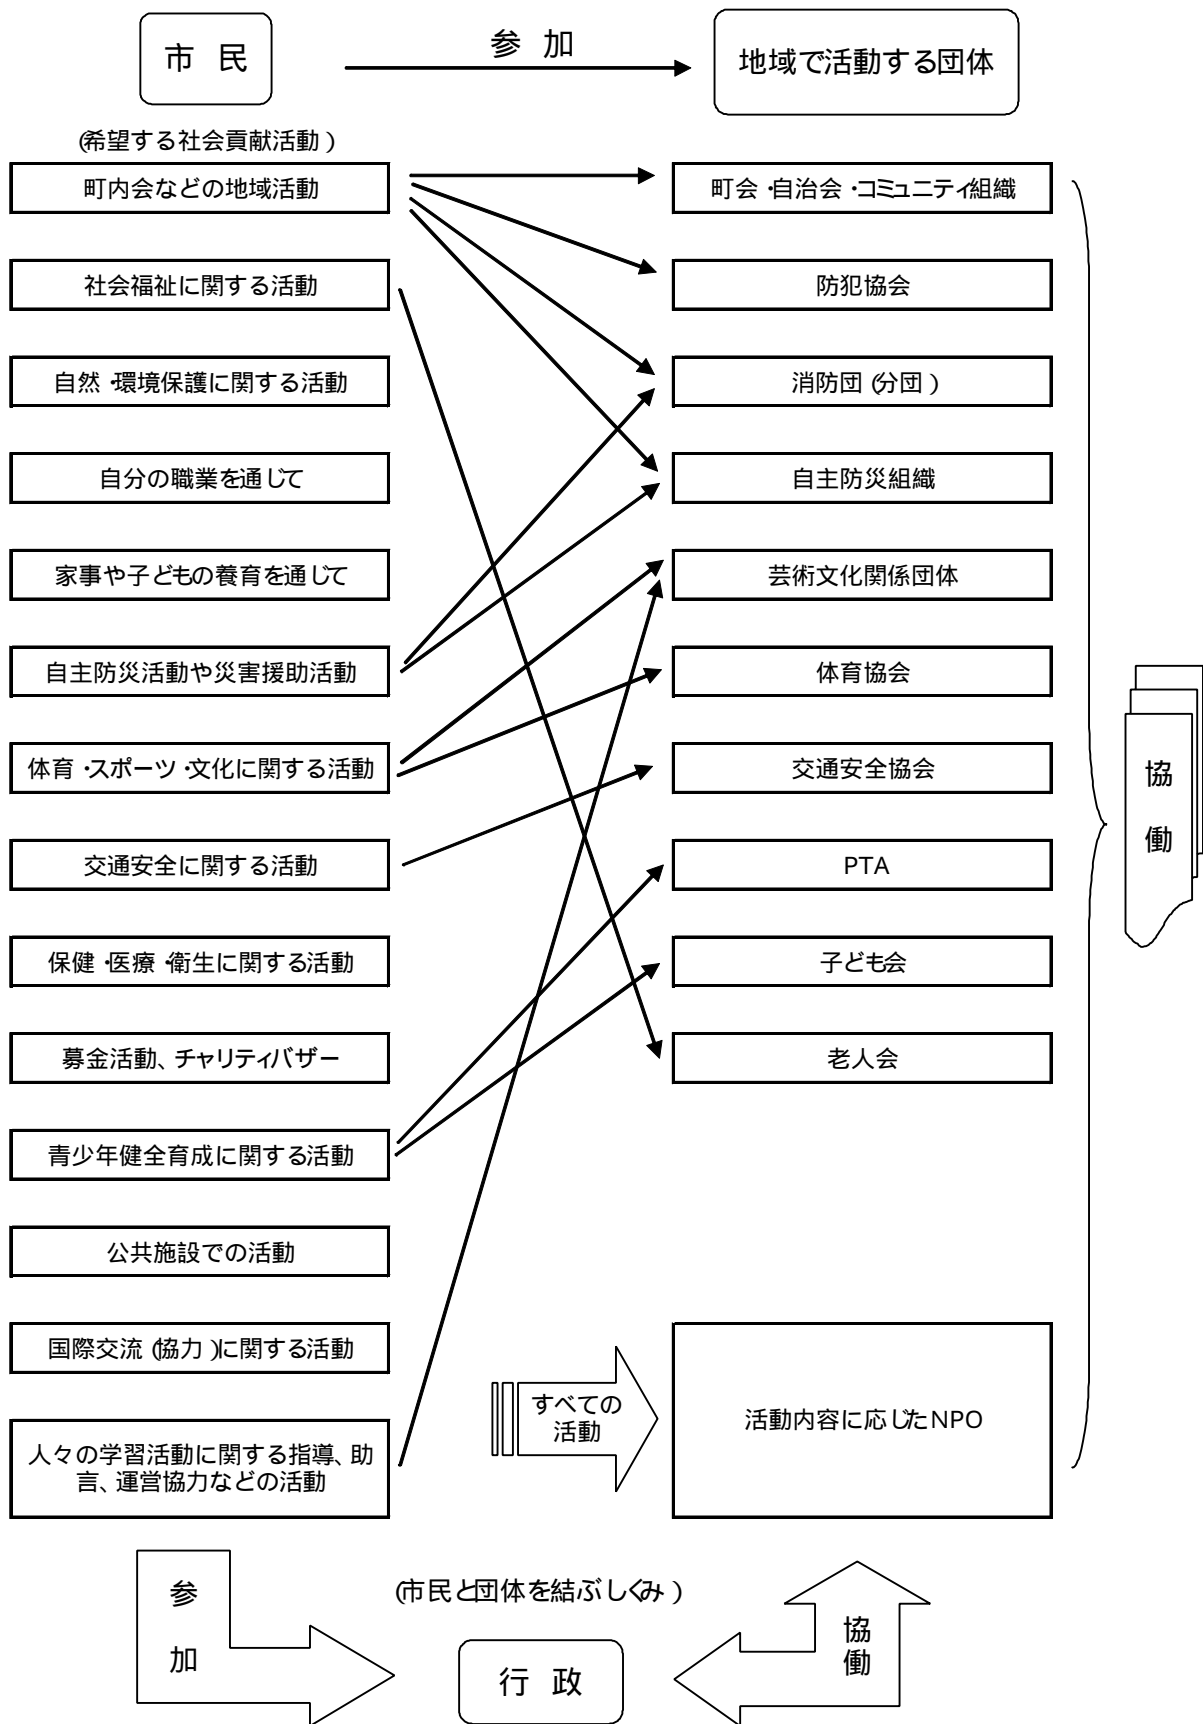 市 民
参 加
地域で活動する団体
(希望する社会貢献活動)
町内会などの地域活動
町会・自治会・コミュニティ組織
社会福祉に関する活動
防犯協会
自然・環境保護に関する活動
消防団(分団)
自分の職業を通じて
自主防災組織
家事や子どもの養育を通じて
芸術文化関係団体
自主防災活動や災害援助活動
体育協会
体育・スポーツ・文化に関する活動
交通安全協会
協
働
交通安全に関する活動
PTA
保健・医療・衛生に関する活動
子ども会
募金活動、チャリティバザー
老人会
青少年健全育成に関する活動
公共施設での活動
国際交流(協力)に関する活動
すべての
活動
活動内容に応じたNPO
人々の学習活動に関する指導、助
言、運営協力などの活動
参
加
(市民と団体を結ぶしくみ)
行 政
協
働